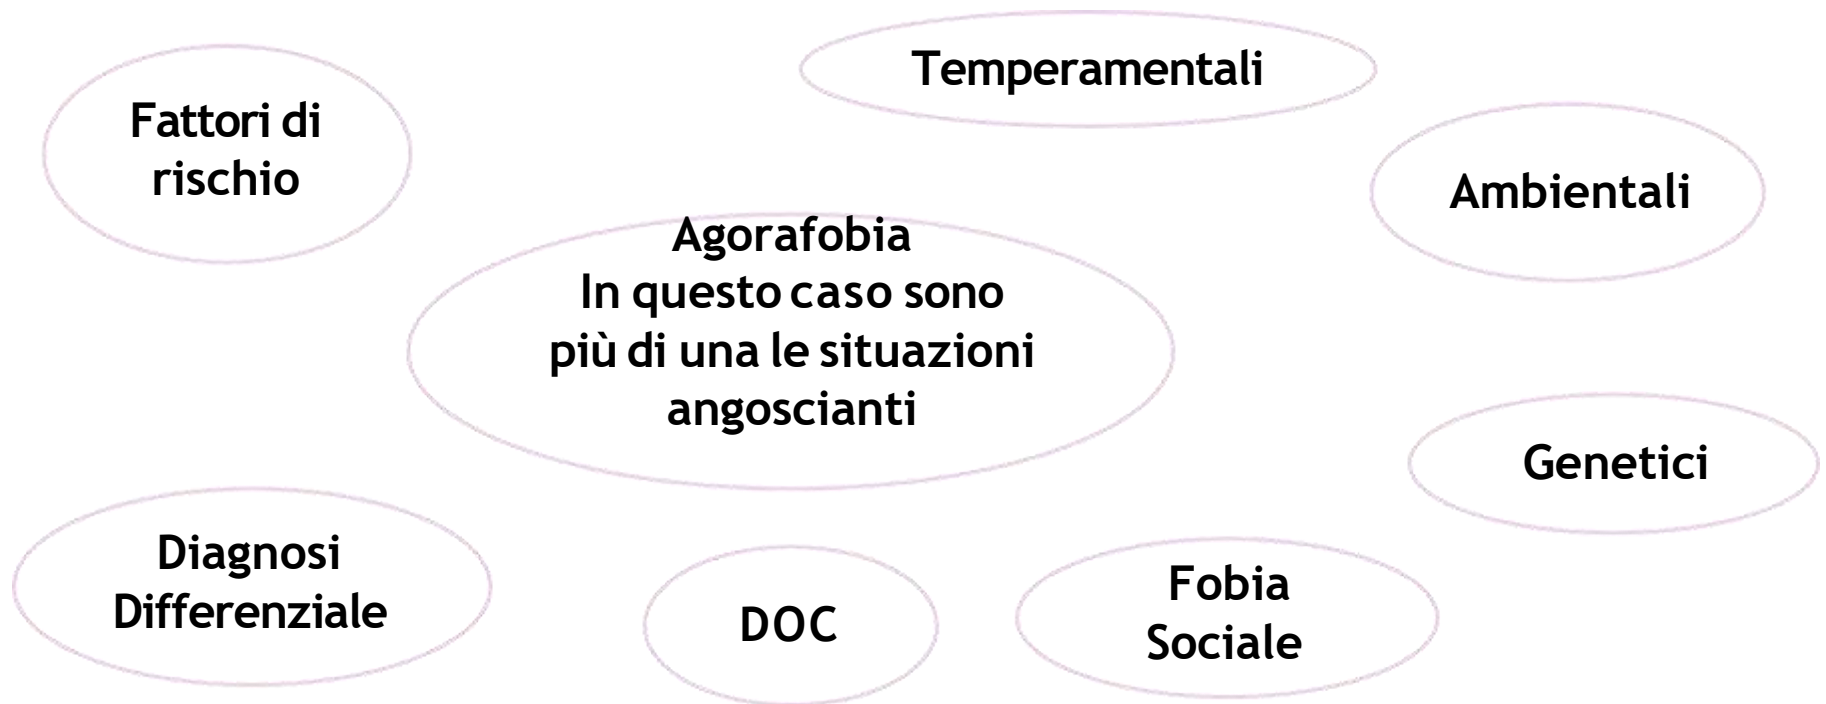 Temperamentali
Fattori di
rischio
Ambientali
Agorafobia
In questo caso sono
più di una le situazioni
angoscianti
Genetici
Diagnosi
Differenziale
DOC
Fobia
Sociale